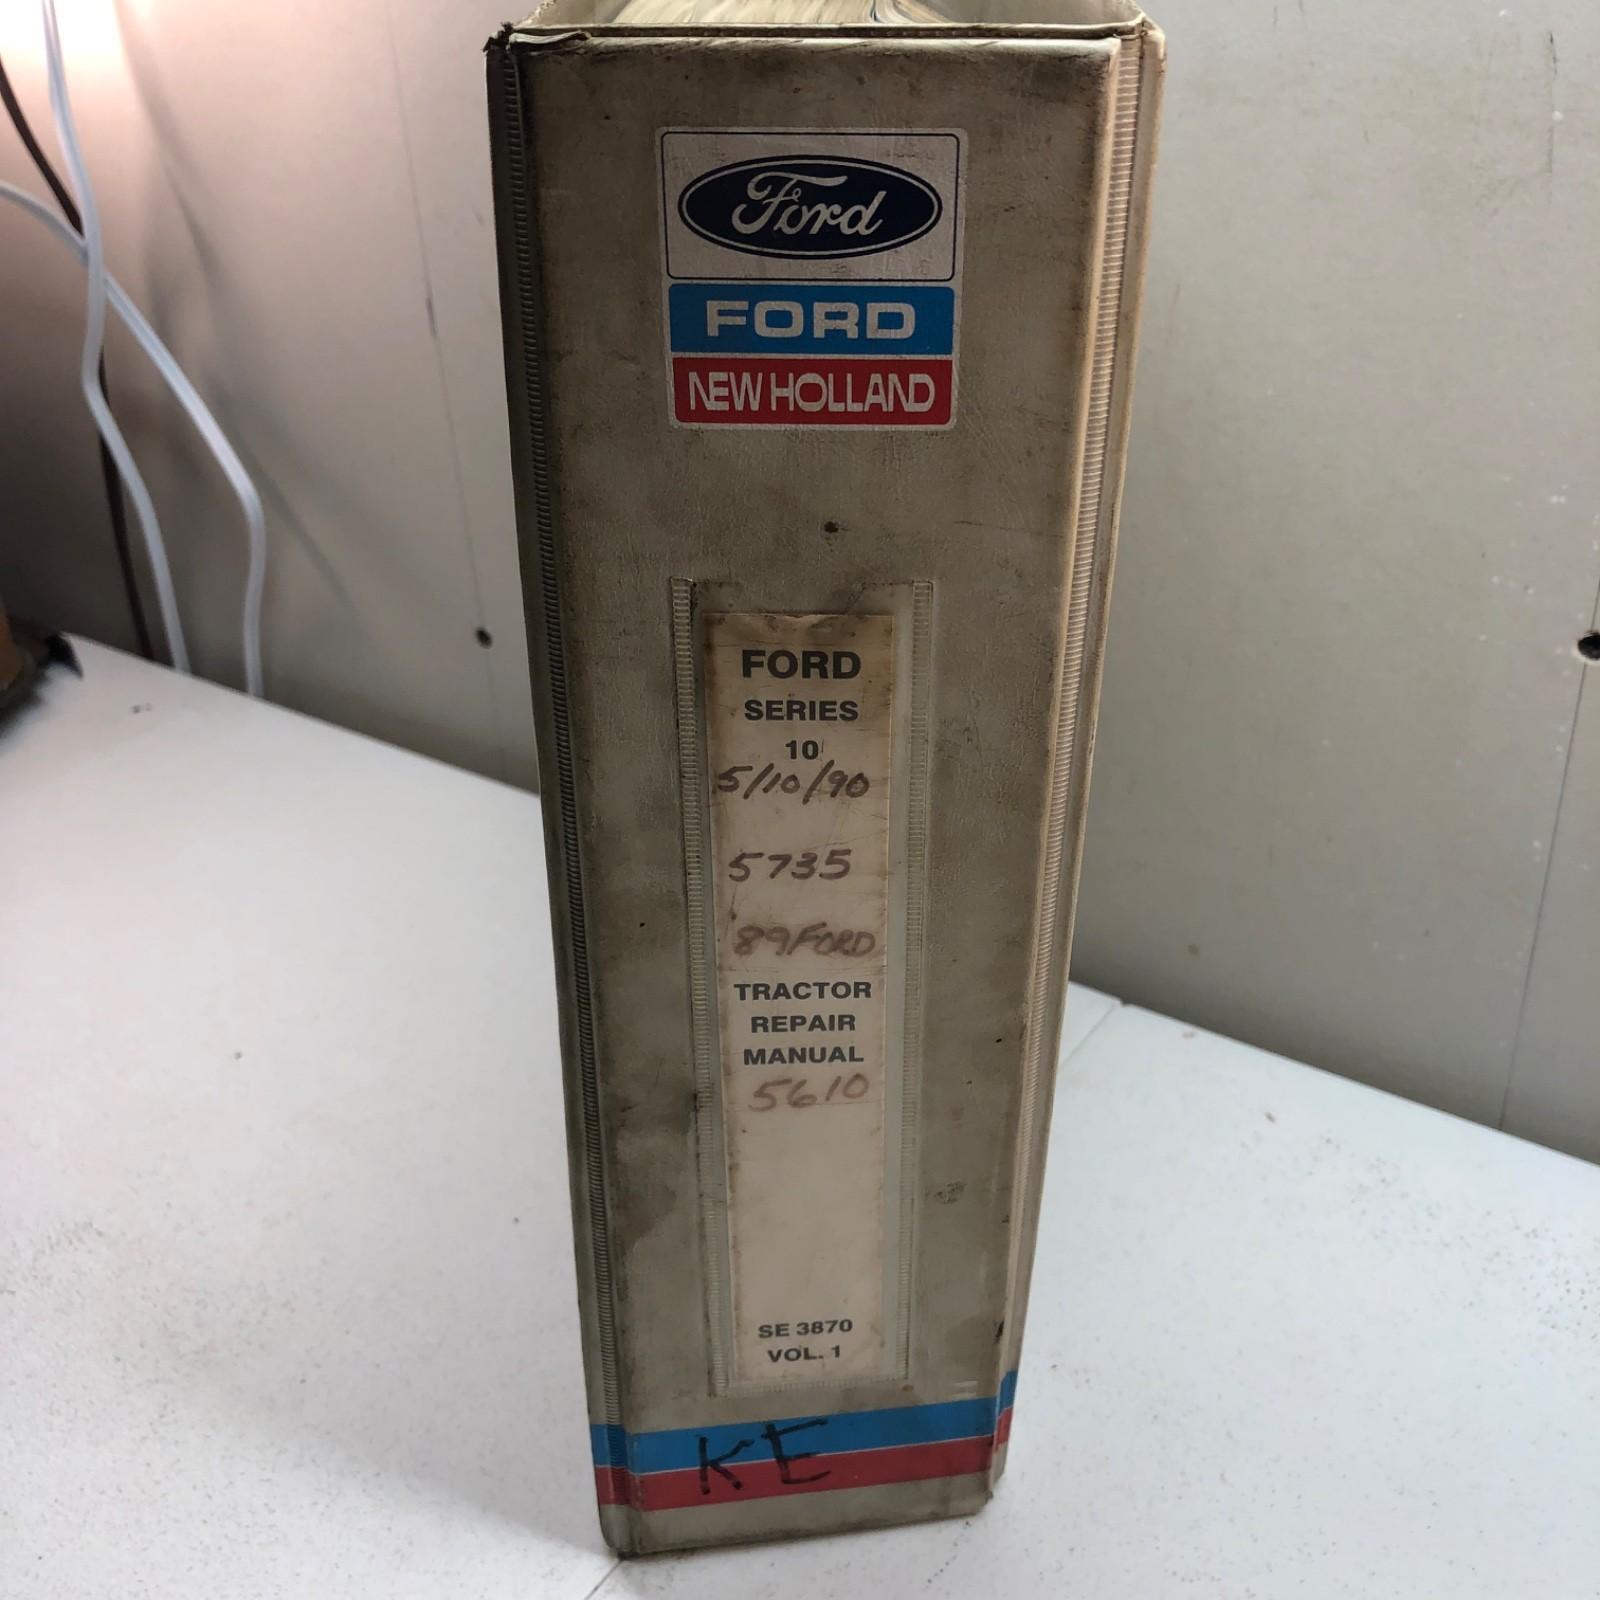 Ford
FORD
NEW HOLLAND
FORD
SERIES
10
5/10/90
5735
89 FORD
TRACTOR
REPAIR
MANUAL
5610
SE 3870
VOL. 1
KE